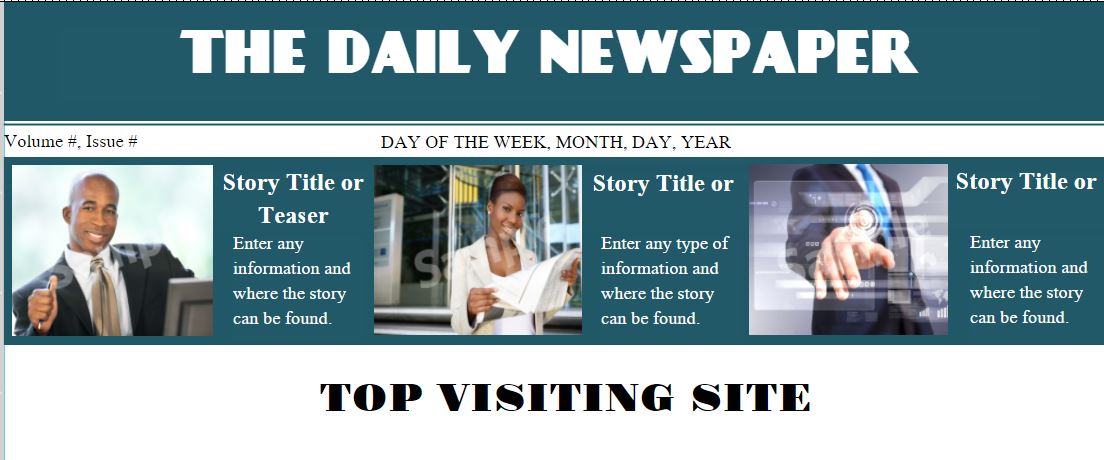 THE DAILY NEWSPAPER
Volume #, Issue #
DAY OF THE WEEK, MONTH, DAY, YEAR
Sample
Story Title or
Teaser
Enter any
information and
where the story
can be found.
Sample
Story Title or
Enter any type of
information and
where the story
can be found.
Sample
Story Title or
Enter any
information and
where the story
can be found.
TOP VISITING SITE